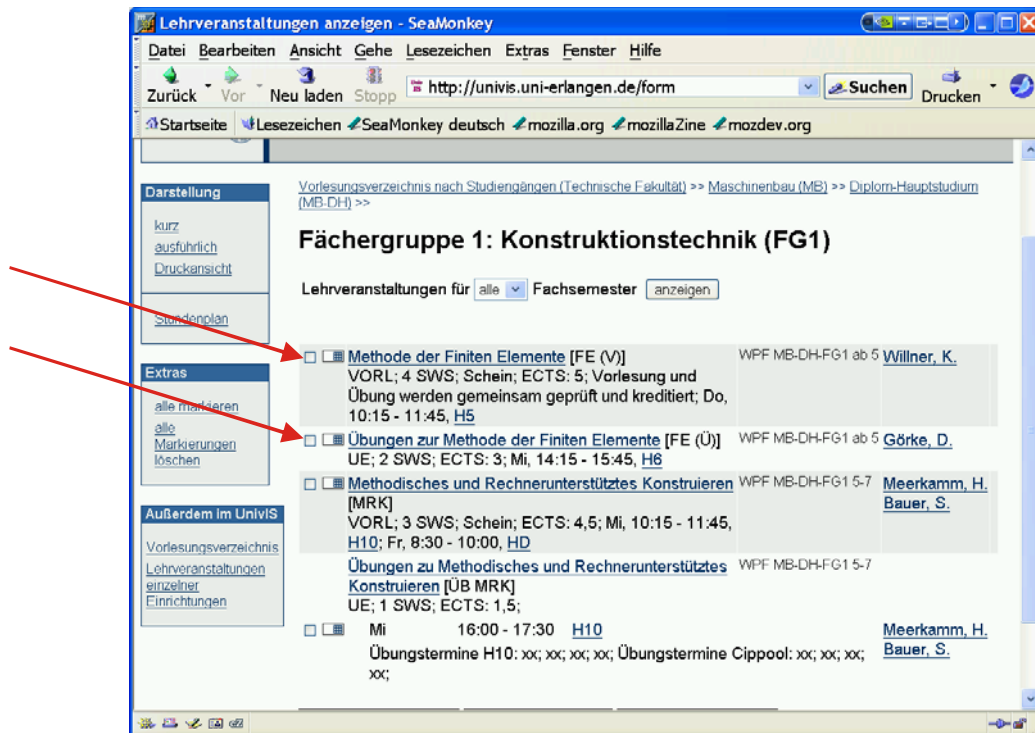 Lehrveranstaltungen anzeigen - SeaMonkey
Datei Bearbeiten Ansicht Gehe Lesezeichen Extras Fenster Hilfe
Zurück Vor Neu laden Stopp http://univis.uni-erlangen.de/form Suchen Drucken
Startseite Lesezeichen SeaMonkey deutsch mozilla.org mozillaZine mozdev.org
Darstellung
kurz
ausführlich
Druckansicht
Stundenplan
Extras
alle markieren
alle
Markierungen
löschen
Außerdem im UnivIS
Vorlesungsverzeichnis
Lehrveranstaltungen
einzelner
Einrichtungen
Vorlesungsverzeichnis nach Studiengängen (Technische Fakultät) >> Maschinenbau (MB) >> Diplom-Hauptstudium
(MB-DH) >>
Fächergruppe 1: Konstruktionstechnik (FG1)
Lehrveranstaltungen für alle Fachsemester anzeigen
Methode der Finiten Elemente [FE (V)] WPF MB-DH-FG1 ab 5 Willner, K.
VORL; 4 SWS; Schein; ECTS: 5; Vorlesung und
Übung werden gemeinsam geprüft und kreditiert; Do,
10:15 - 11:45, H5
Übungen zur Methode der Finiten Elemente [FE (Ü)] WPF MB-DH-FG1 ab 5 Görke, D.
UE; 2 SWS; ECTS: 3; Mi, 14:15 - 15:45, H6
Methodisches und Rechnerunterstütztes Konstruieren WPF MB-DH-FG1 5-7 Meerkamm, H.
[MRK] Bauer, S.
VORL; 3 SWS; Schein; ECTS: 4,5; Mi, 10:15 - 11:45,
H10; Fr, 8:30 - 10:00, HD
Übungen zu Methodisches und Rechnerunterstütztes WPF MB-DH-FG1 5-7
Konstruieren [ÜB MRK]
UE; 1 SWS; ECTS: 1,5;
Mi 16:00 - 17:30 H10 Meerkamm, H.
Übungstermine H10: xx; xx; xx; xx; Übungstermine Cippool: xx; xx; xx; Bauer, S.
xx;